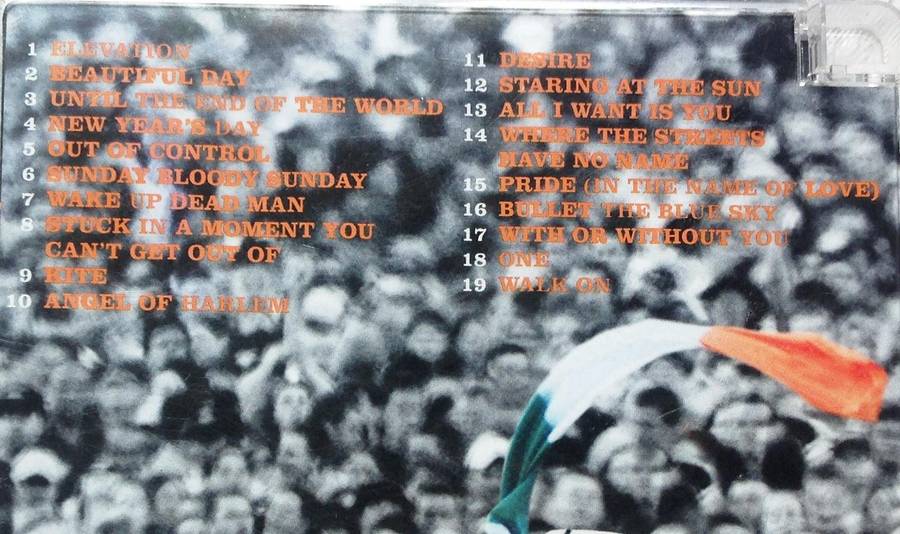 1 ELEVATION
2 BEAUTIFUL DAY
3 UNTIL THE END OF THE WORLD
4 NEW YEAR'S DAY
5 OUT OF CONTROL
6 SUNDAY BLOODY SUNDAY
7 WAKE UP DEAD MAN
8 STUCK IN A MOMENT YOU
CAN'T GET OUT OF
9 KITE
10 ANGEL OF HARLEM
11 DESIRE
12 STARING AT THE SUN
13 ALL I WANT IS YOU
14 WHERE THE STREETS
HAVE NO NAME
15 PRIDE (IN THE NAME OF LOVE)
16 BULLET THE BLUE SKY
17 WITH OR WITHOUT YOU
18 ONE
19 WALK ON